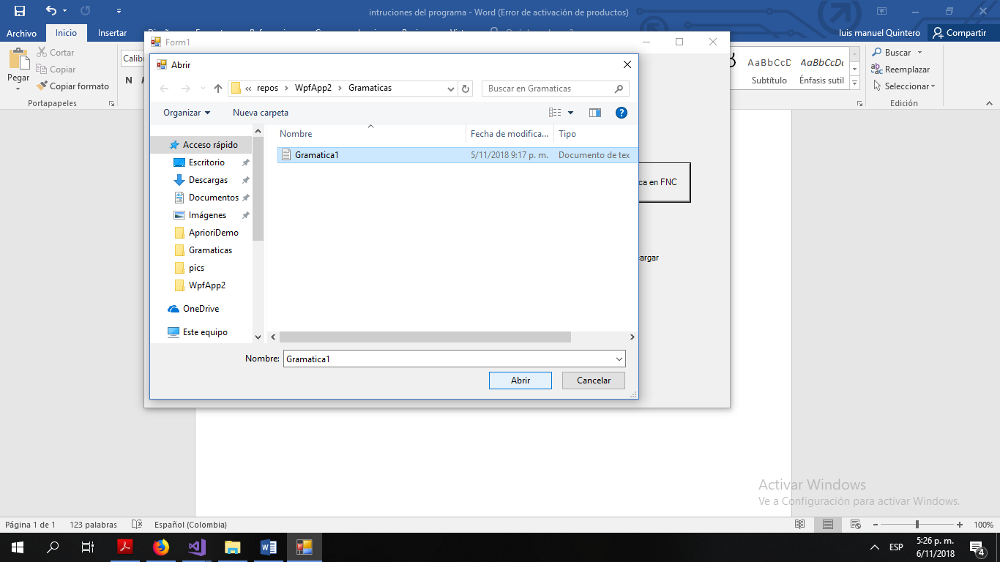 intruciones del programa - Word (Error de activación de productos)
Archivo
Inicio
Insertar
luis manuel Quintero
Compartir
Pegar
Cortar
Copiar
Copiar formato
Portapapeles
Calib
N
AaBbCcD
AaBbCcDc
Subtítulo
Énfasis sutil
Buscar
Reemplazar
Seleccionar
Edición
Form1
Abrir
repos
WpfApp2
Gramaticas
Buscar en Gramaticas
Organizar
Nueva carpeta
Nombre
Fecha de modifica...
Tipo
Gramatica1
5/11/2018 9:17 p. m.
Documento de tex
Acceso rápido
Escritorio
Descargas
Documentos
Imágenes
AprioriDemo
Gramaticas
pics
WpfApp2
OneDrive
Este equipo
Nombre:
Gramatica1
Abrir
Cancelar
ca en FNC
argar
Activar Windows
Ve a Configuración para activar Windows.
Página 1 de 1
123 palabras
Español (Colombia)
100%
ESP
5:26 p. m.
6/11/2018
4